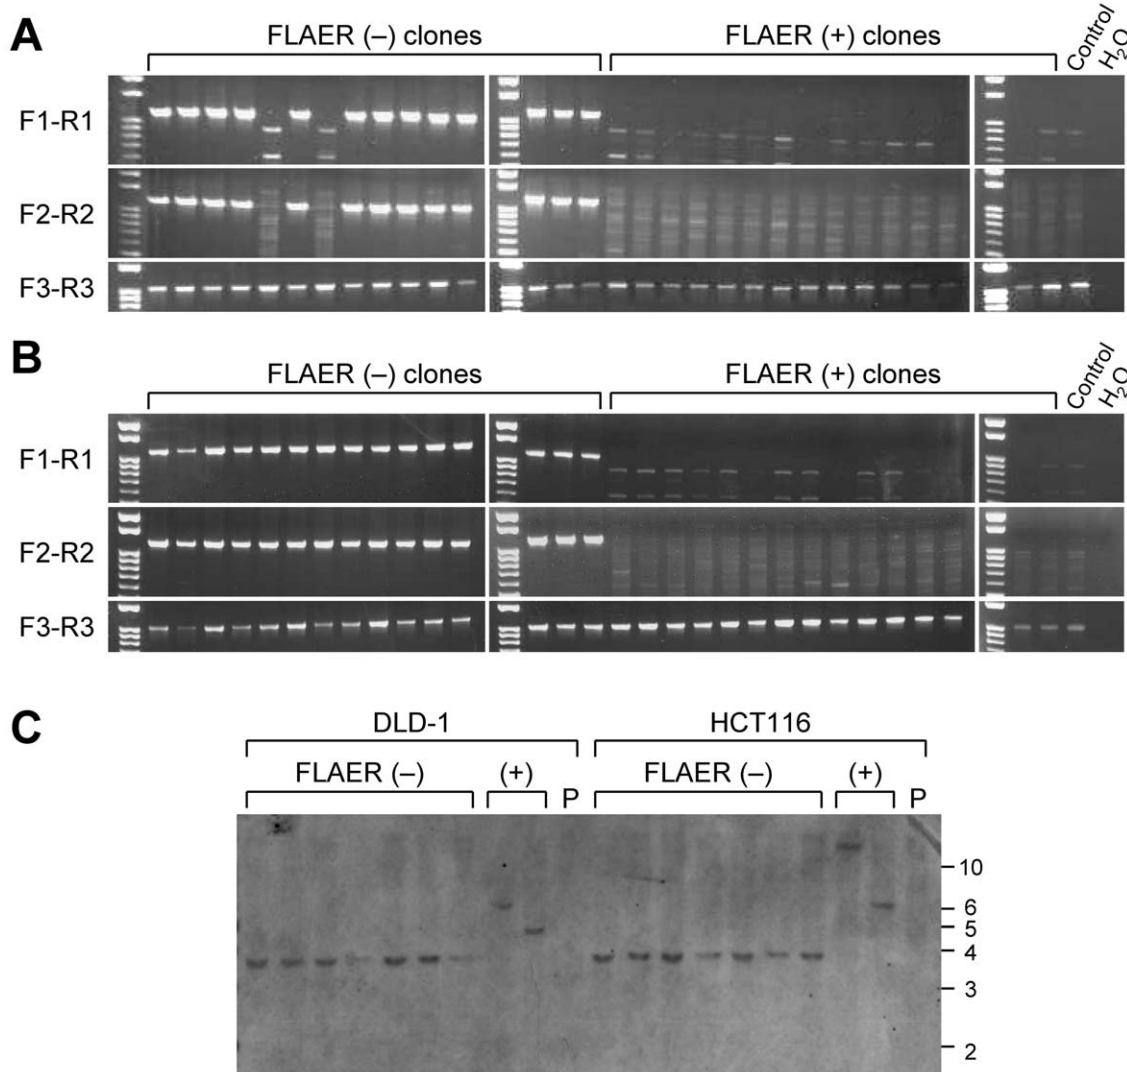 A
FLAER (–) clones
FLAER (+) clones
Control
H2O
F1-R1
F2-R2
F3-R3
B
FLAER (–) clones
FLAER (+) clones
Control
H2O
F1-R1
F2-R2
F3-R3
C
DLD-1
HCT116
FLAER (–)
(+)
P
FLAER (–)
(+)
P
10
6
5
4
3
2